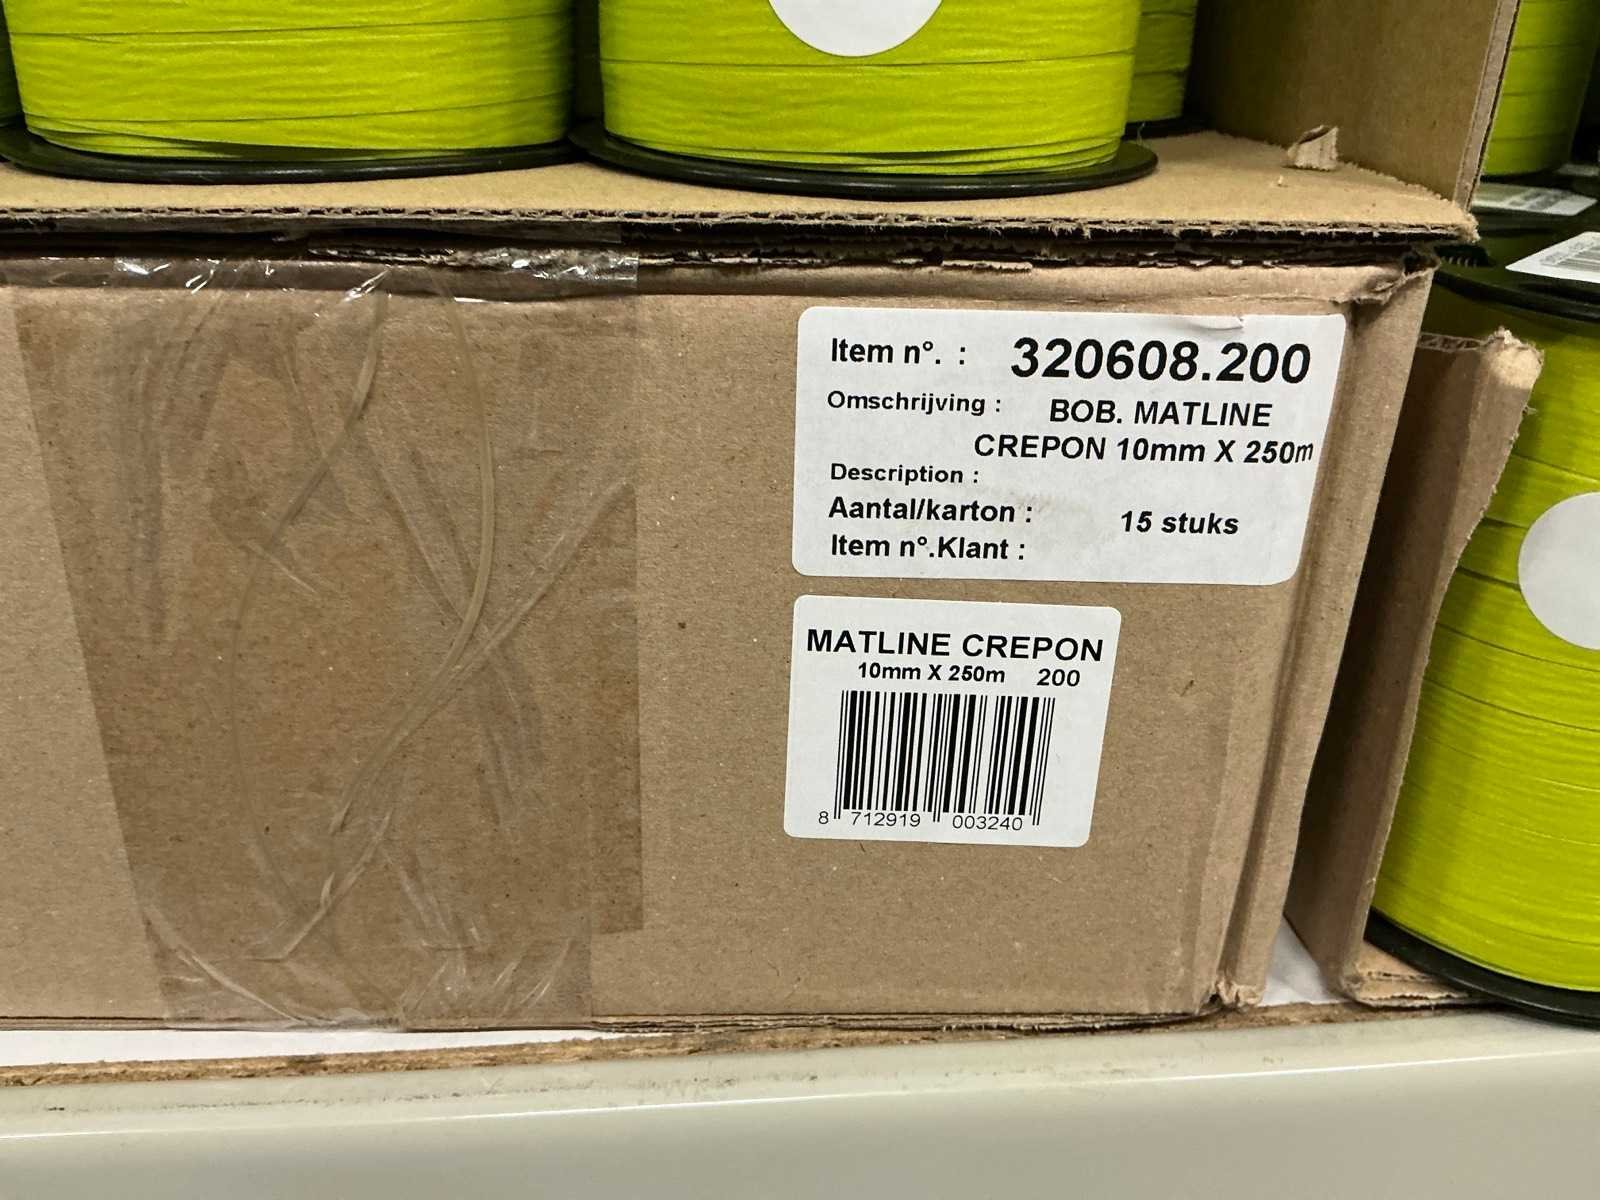 Item n°. : 320608.200
Omschrijving : BOB. MATLINE
CREPON 10mm X 250m
Description :
Aantal/karton : 15 stuks
Item n°.Klant :
MATLINE CREPON
10mm X 250m 200
8 712919 003240